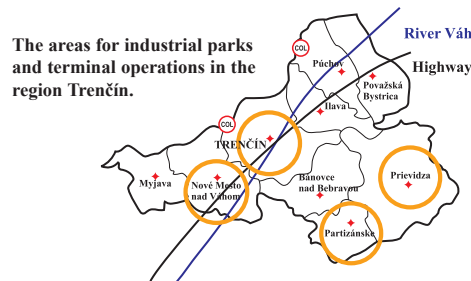 The areas for industrial parks
and terminal operations in the
region Trenčín.
River Váh
Highway
COL
Púchov
Považská
Bystrica
Ilava
COL
TRENČÍN
Myjava
Nové Mesto
nad Váhom
Bánovce
nad Bebravou
Prievidza
Partizánske